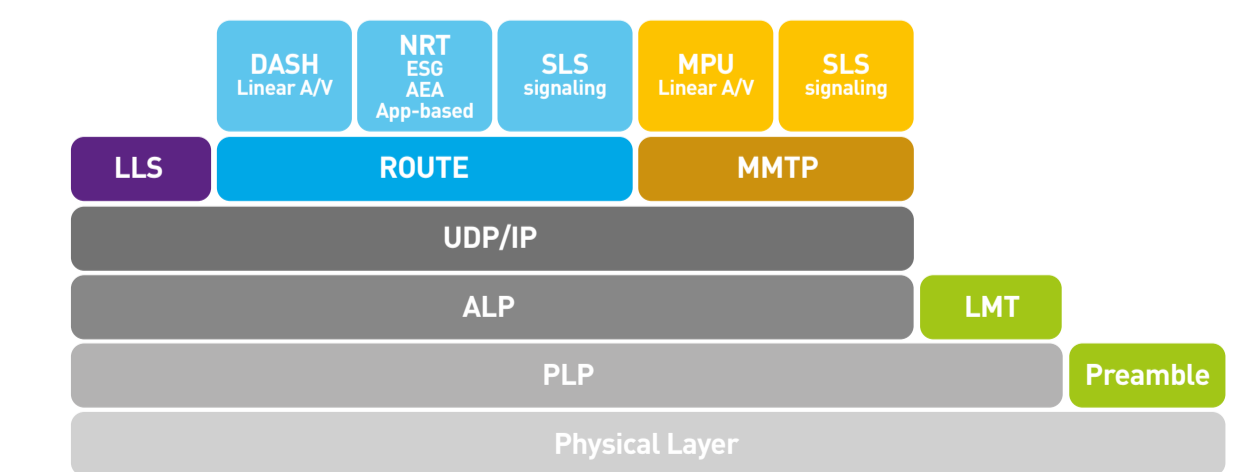 DASH
Linear A/V
NRT
ESG
AEA
App-based
SLS
signaling
MPU
Linear A/V
SLS
signaling
LLS
ROUTE
MMTP
UDP/IP
ALP
LMT
PLP
Preamble
Physical Layer